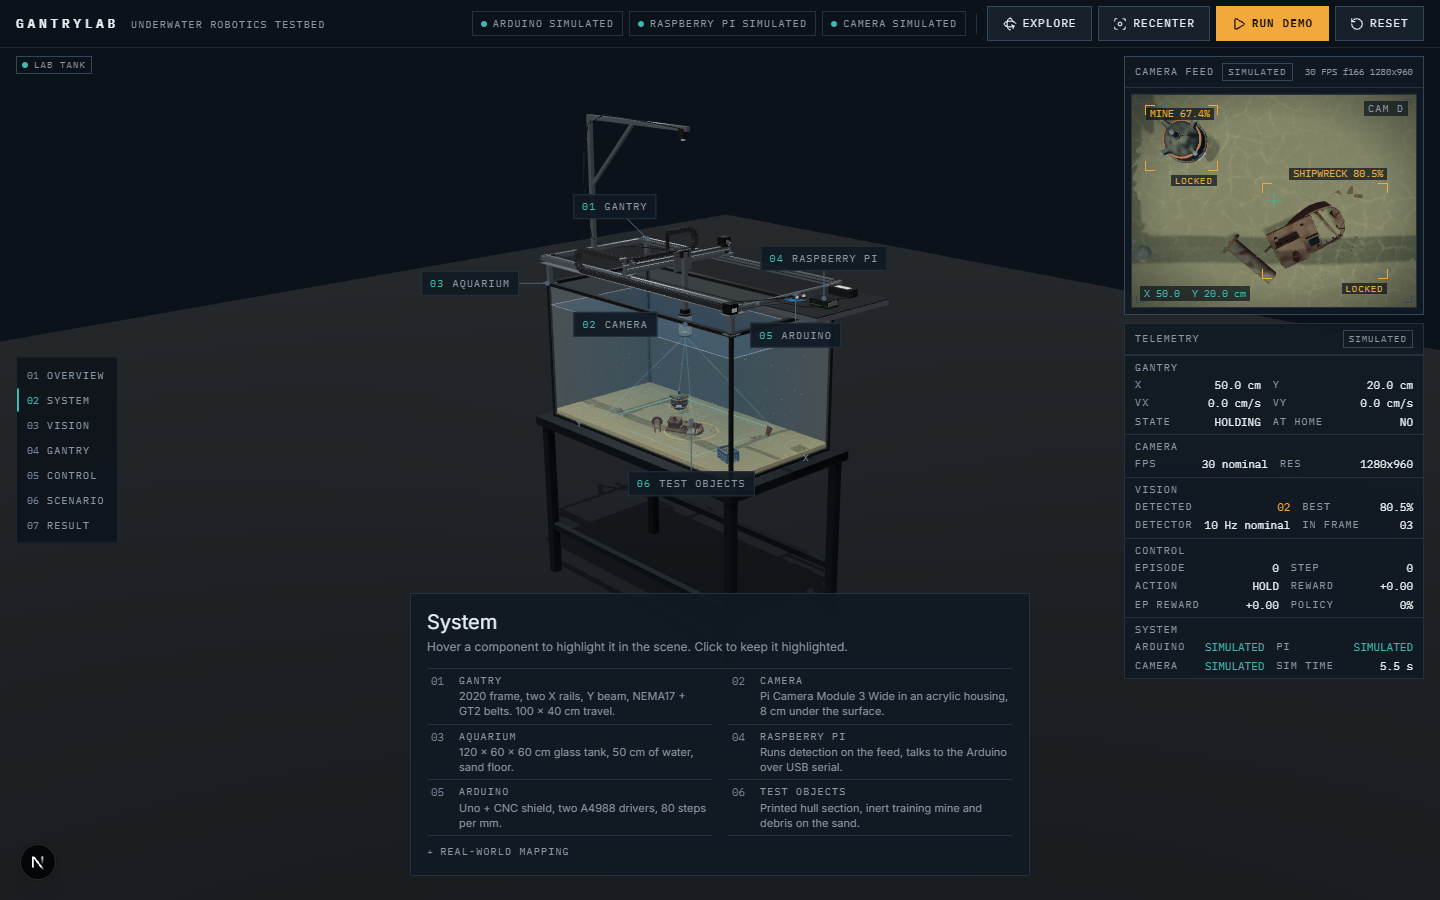 GANTRYLAB UNDERWATER ROBOTICS TESTBED
ARDUINO SIMULATED
RASPBERRY PI SIMULATED
CAMERA SIMULATED
EXPLORE
RECENTER
RUN DEMO
RESET
LAB TANK
01 GANTRY
04 RASPBERRY PI
03 AQUARIUM
02 CAMERA
05 ARDUINO
06 TEST OBJECTS
Y
X
01 OVERVIEW
02 SYSTEM
03 VISION
04 GANTRY
05 CONTROL
06 SCENARIO
07 RESULT
System
Hover a component to highlight it in the scene. Click to keep it highlighted.
01 GANTRY
2020 frame, two X rails, Y beam, NEMA17 +
GT2 belts. 100 × 40 cm travel.
02 CAMERA
Pi Camera Module 3 Wide in an acrylic housing,
8 cm under the surface.
03 AQUARIUM
120 × 60 × 60 cm glass tank, 50 cm of water,
sand floor.
04 RASPBERRY PI
Runs detection on the feed, talks to the Arduino
over USB serial.
05 ARDUINO
Uno + CNC shield, two A4988 drivers, 80 steps
per mm.
06 TEST OBJECTS
Printed hull section, inert training mine and
debris on the sand.
+ REAL-WORLD MAPPING
N
CAMERA FEED SIMULATED 30 FPS f166 1280x960
CAM D
MINE 67.4%
LOCKED
SHIPWRECK 80.5%
LOCKED
X 50.0 Y 20.0 cm
TELEMETRY SIMULATED
GANTRY
X 50.0 cm Y 20.0 cm
VX 0.0 cm/s VY 0.0 cm/s
STATE HOLDING AT HOME NO
CAMERA
FPS 30 nominal RES 1280x960
VISION
DETECTED 02 BEST 80.5%
DETECTOR 10 Hz nominal IN FRAME 03
CONTROL
EPISODE 0 STEP 0
ACTION HOLD REWARD +0.00
EP REWARD +0.00 POLICY 0%
SYSTEM
ARDUINO SIMULATED PI SIMULATED
CAMERA SIMULATED SIM TIME 5.5 s